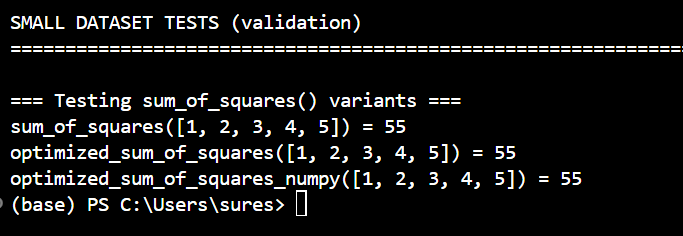 SMALL DATASET TESTS (validation)
================================================================
=== Testing sum_of_squares() variants ===
sum_of_squares([1, 2, 3, 4, 5]) = 55
optimized_sum_of_squares([1, 2, 3, 4, 5]) = 55
optimized_sum_of_squares_numpy([1, 2, 3, 4, 5]) = 55
(base) PS C:\Users\sures>